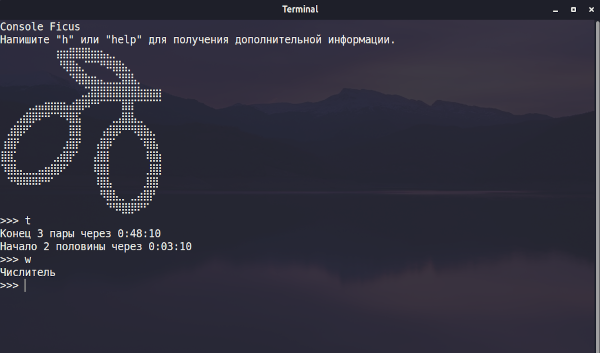 Terminal
Console Ficus
Напишите "h" или "help" для получения дополнительной информации.
>>> t
Конец 3 пары через 0:48:10
Начало 2 половины через 0:03:10
>>> w
Числитель
>>>